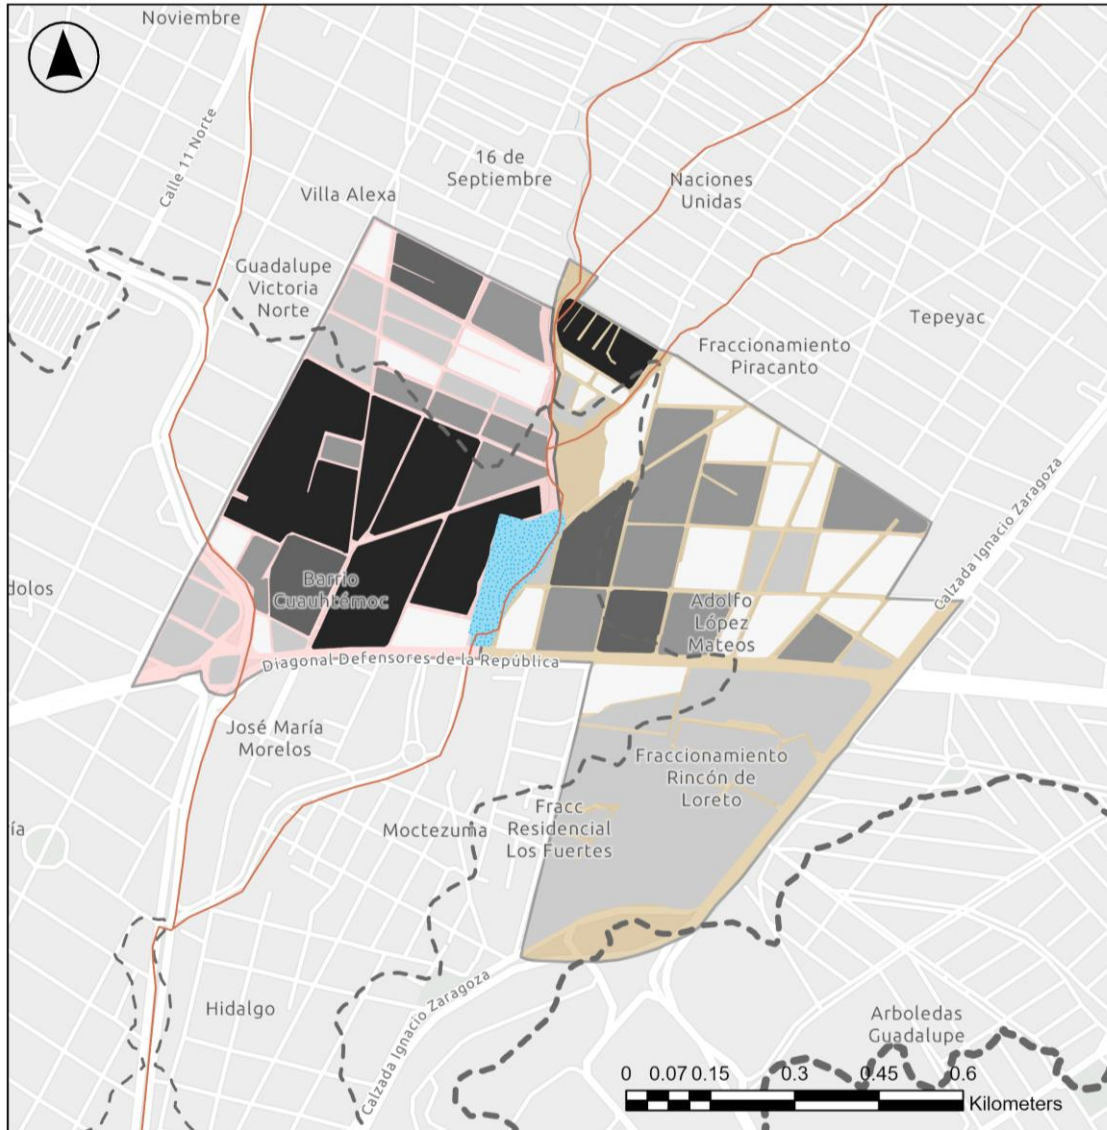 Noviembre
Calle 11 Norte
16 de
Septiembre
Villa Alexa
Naciones
Unidas
Guadalupe
Victoria
Norte
Tepeyac
Fraccionamiento
Piracanto
Calzada Ignacio Zaragoza
dolos
Barrio
Cuauhtémoc
Adolfo
López
Mateos
Diagonal Defensores de la República
José María
Morelos
Fraccionamiento
Rincón de
Loreto
ía
Moctezuma
Fracc
Residencial
Los Fuertes
Hidalgo
Calzada Ignacio Zaragoza
Arboledas
Guadalupe
0 0.07 0.15 0.3 0.45 0.6
Kilometers